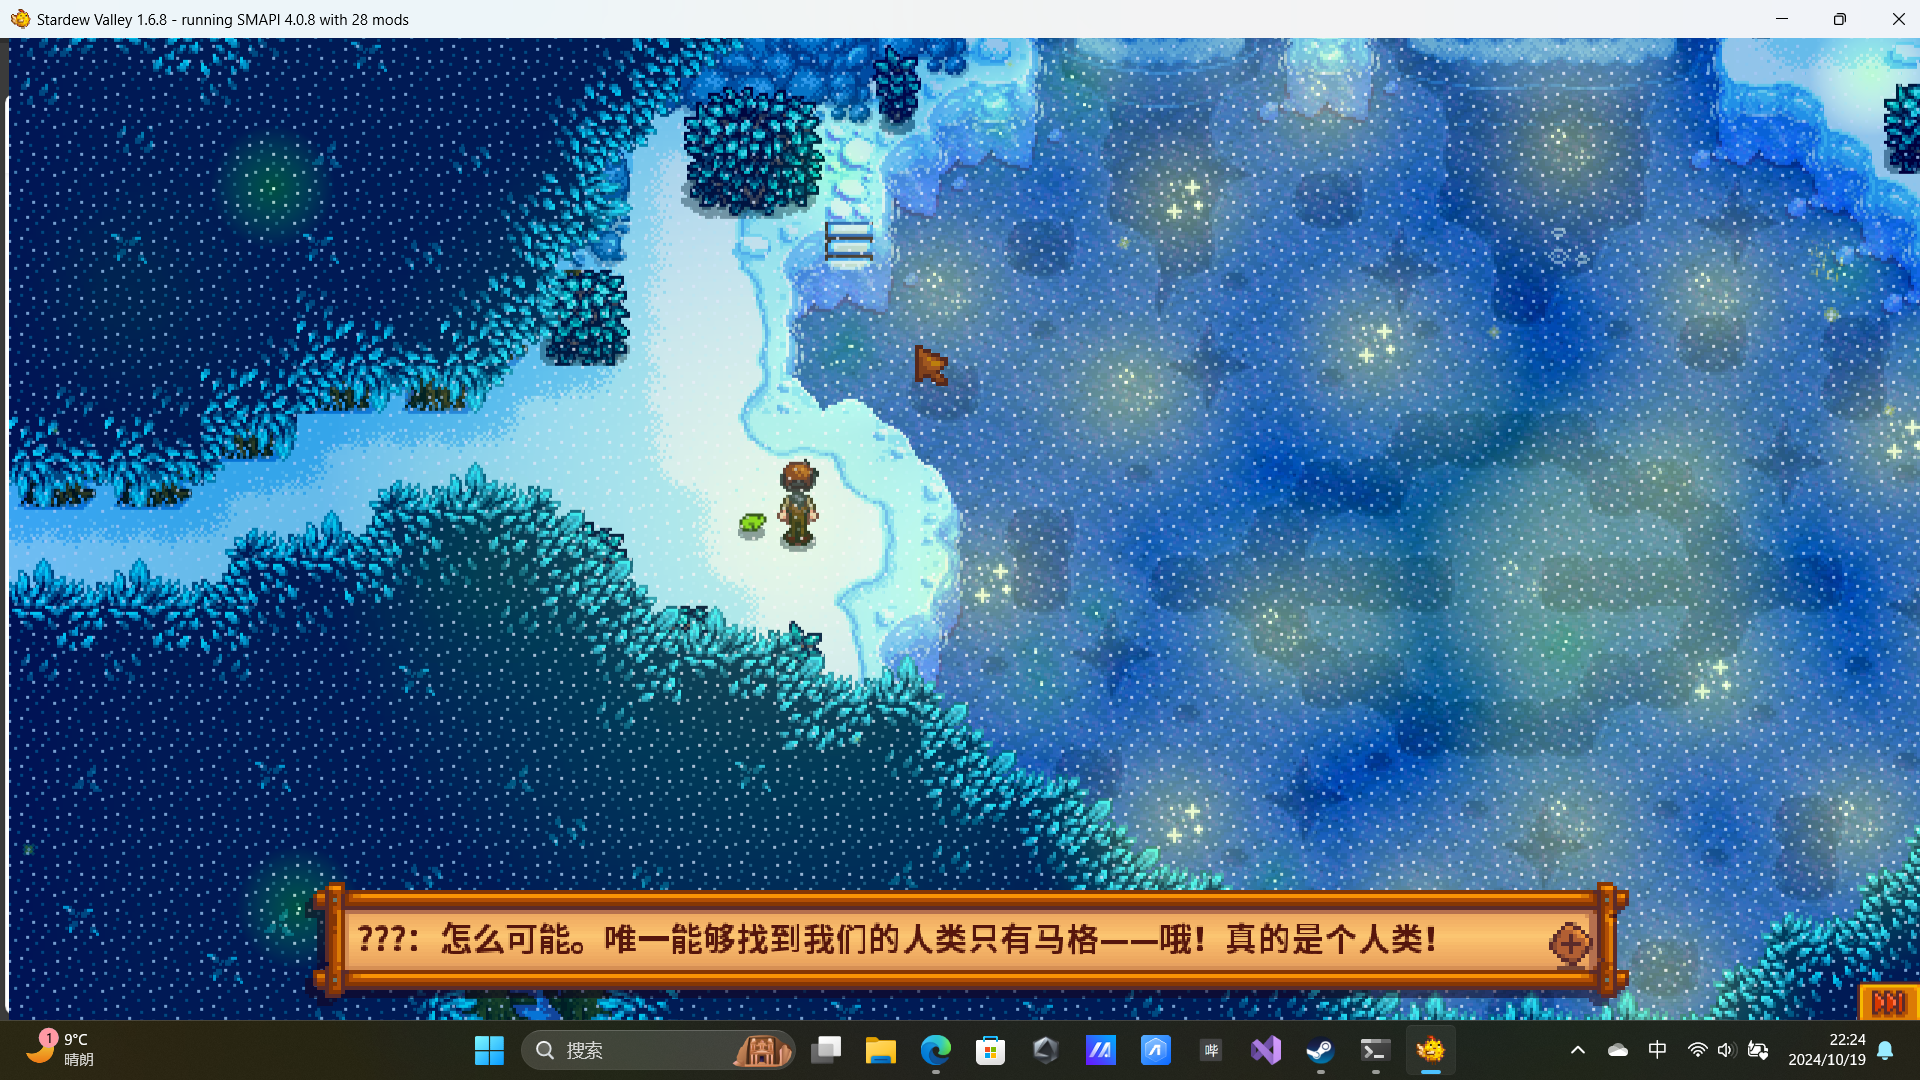 Stardew Valley 1.6.8 - running SMAPI 4.0.8 with 28 mods
???：怎么可能。唯一能够找到我们的人类只有马格——哦！真的是个人类！
1
9°C
晴朗
搜索
哔
中
22:24
2024/10/19